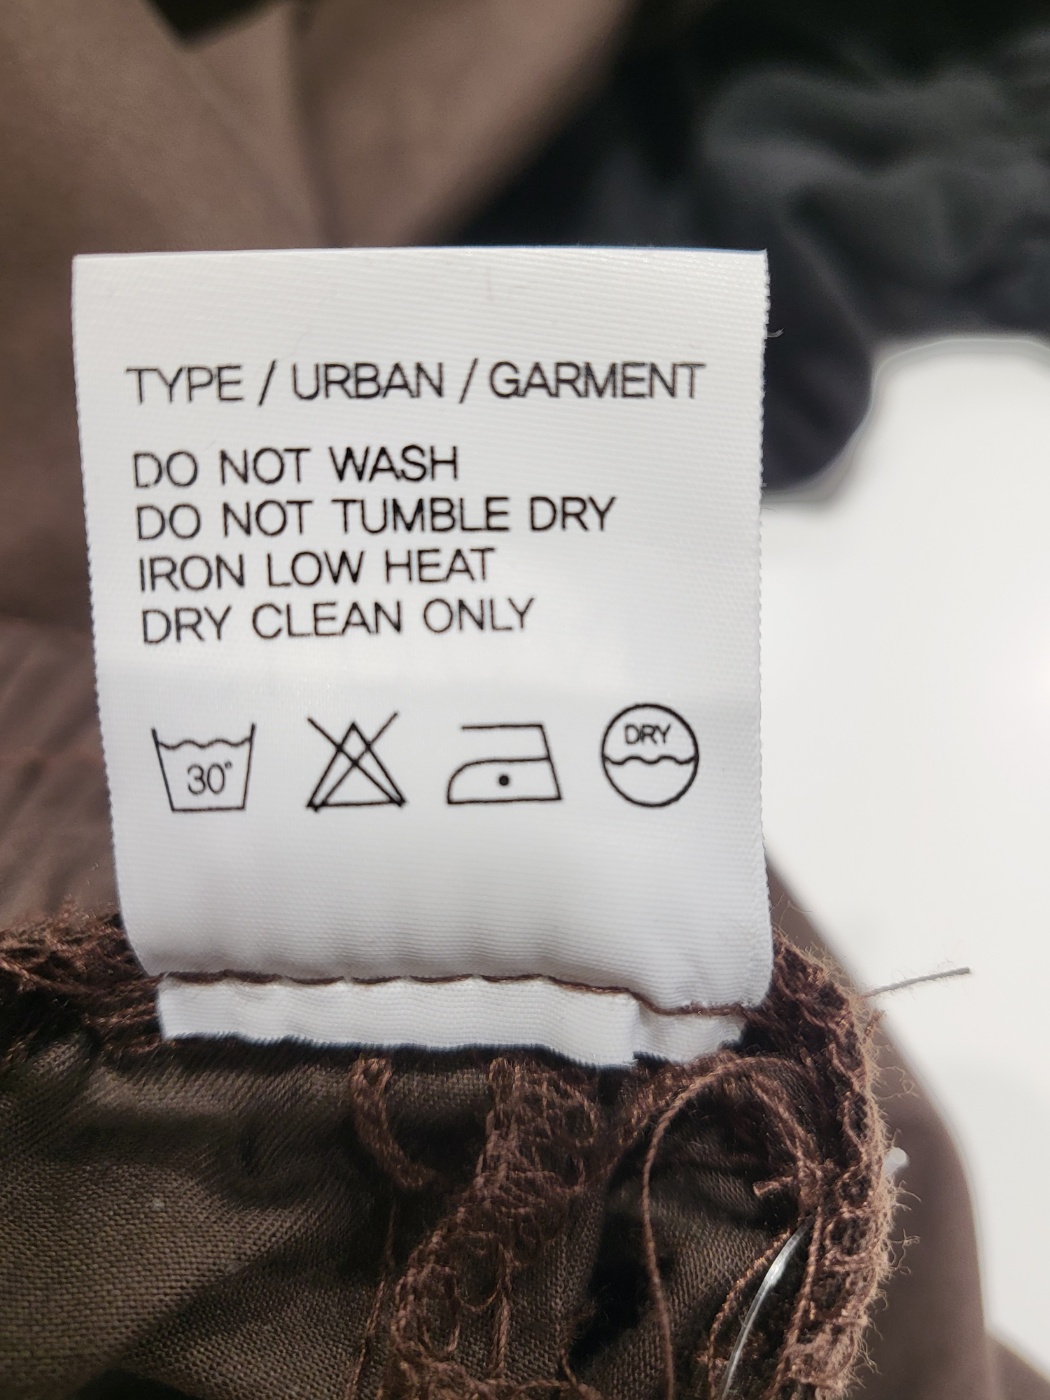 TYPE / URBAN / GARMENT
DO NOT WASH
DO NOT TUMBLE DRY
IRON LOW HEAT
DRY CLEAN ONLY
30° DRY